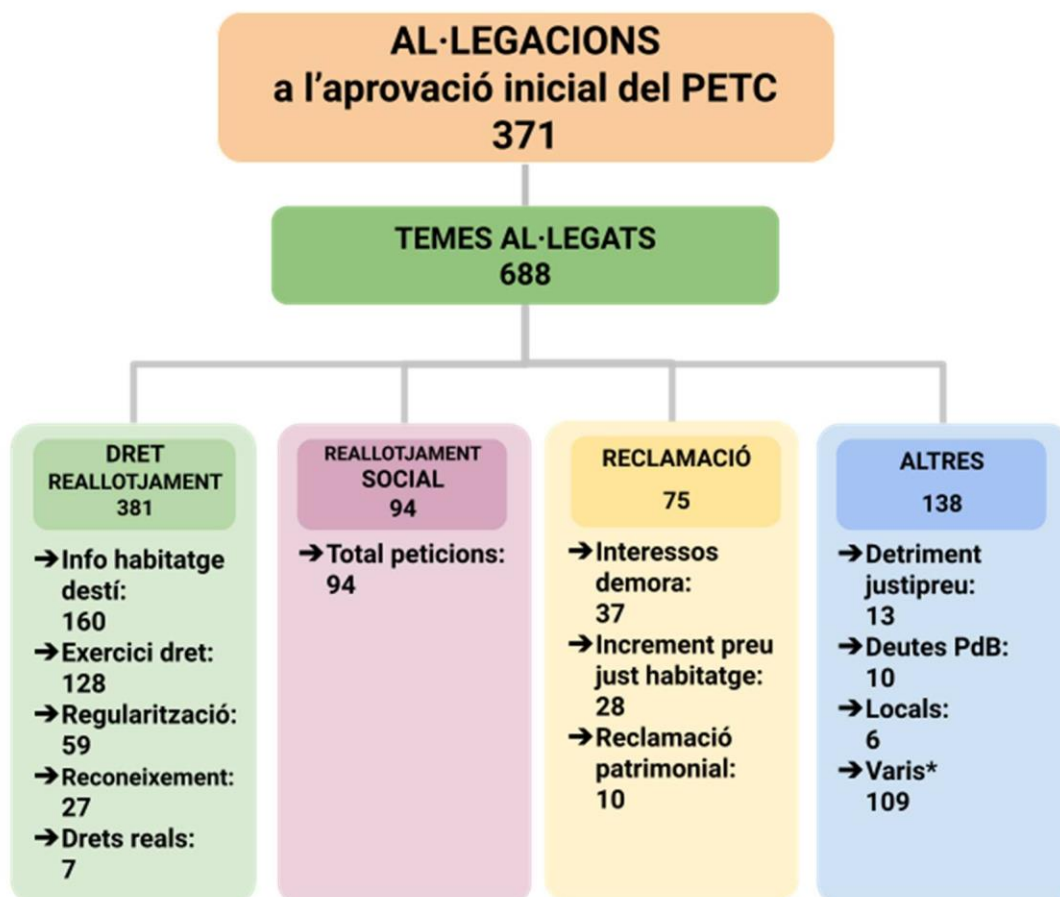 AL·LEGACIONS
a l'aprovació inicial del PETC
371
TEMES AL·LEGATS
688
DRET
REALLOTJAMENT
381
➔Info habitatge
destí:
160
➔Exercici dret:
128
➔Regularització:
59
➔Reconeixement:
27
➔Drets reals:
7
REALLOTJAMENT
SOCIAL
94
➔Total peticions:
94
RECLAMACIÓ
75
➔Interessos
demora:
37
➔Increment preu
just habitatge:
28
➔Reclamació
patrimonial:
10
ALTRES
138
➔Detriment
justipreu:
13
➔Deutes PdB:
10
➔Locals:
6
➔Varis*
109